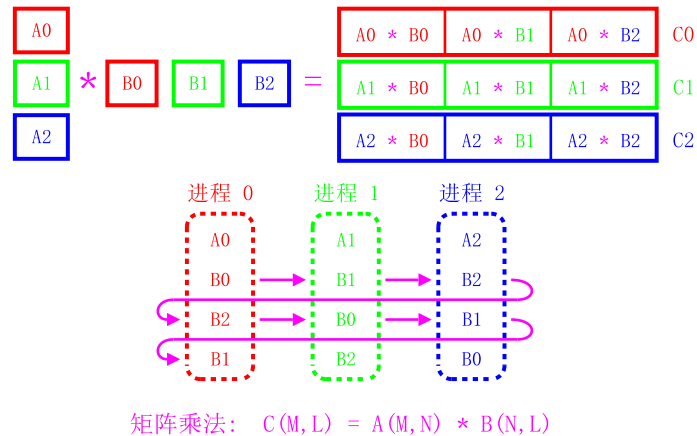 A0 A0 * B0 A0 * B1 A0 * B2 C0
A1 * B0 B1 B2 = A1 * B0 A1 * B1 A1 * B2 C1
A2 A2 * B0 A2 * B1 A2 * B2 C2
进程 0 进程 1 进程 2
A0 A1 A2
B0 B1 B2
B2 B0 B1
B1 B2 B0
矩阵乘法: C(M,L) = A(M,N) * B(N,L)